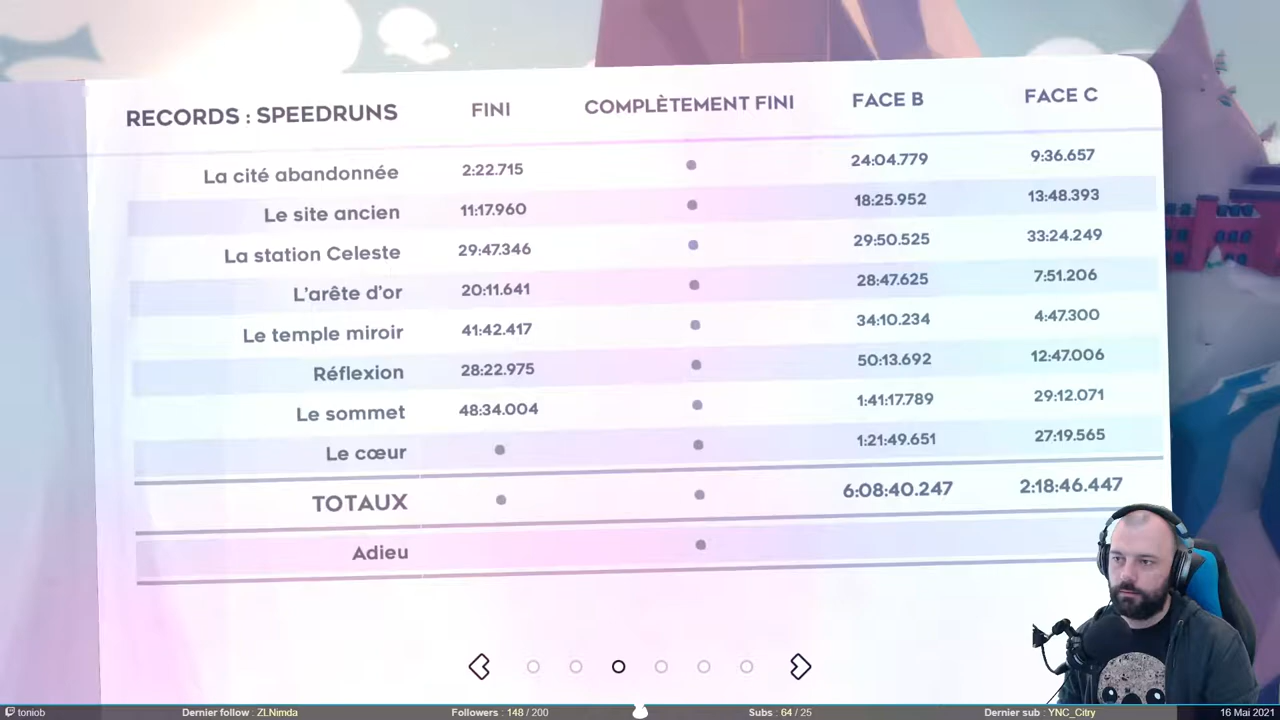 RECORDS : SPEEDRUNS FINI COMPLÈTEMENT FINI FACE B FACE C
La cité abandonnée 2:22.715 24:04.779 9:36.657
Le site ancien 11:17.960 18:25.952 13:48.393
La station Celeste 29:47.346 29:50.525 33:24.249
L'arête d'or 20:11.641 28:47.625 7:51.206
Le temple miroir 41:42.417 34:10.234 4:47.300
Réflexion 28:22.975 50:13.692 12:47.006
Le sommet 48:34.004 1:41:17.789 29:12.071
Le cœur 1:21:49.651 27:19.565
TOTAUX 6:08:40.247 2:18:46.447
Adieu
toniob Dernier follow : ZLNimda Followers : 148 / 200 Subs : 64 / 25 Dernier sub : YNC_Citry 16 Mai 2021